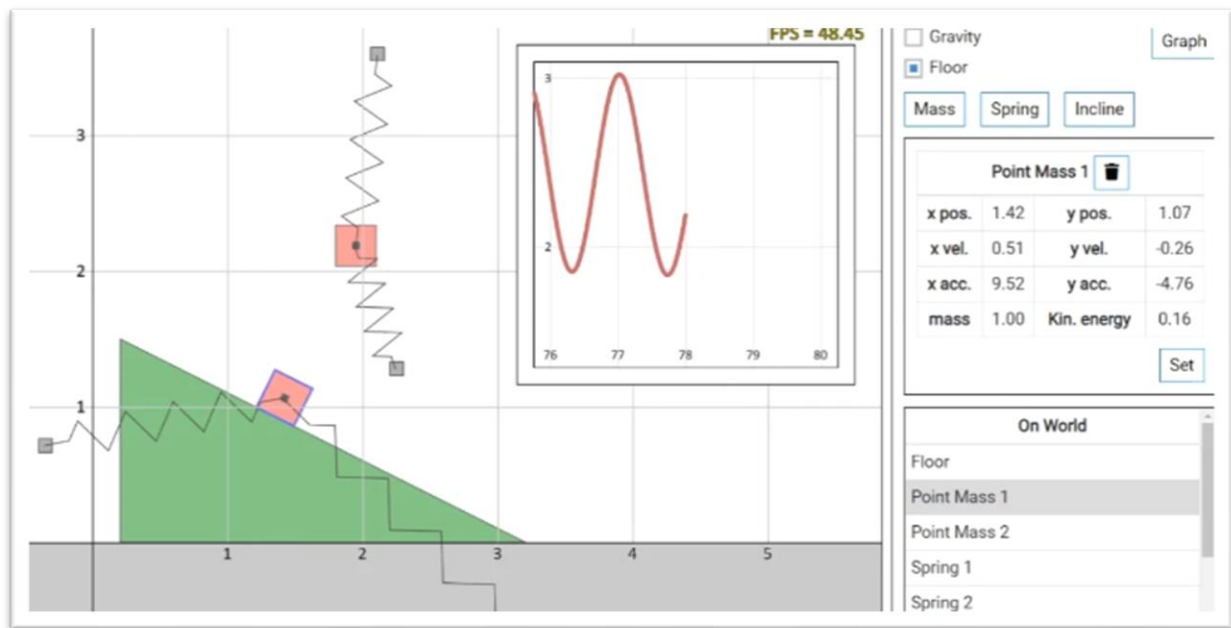 FPS = 48.45
3
2
1
1 2 3 4 5
3
2
76 77 78 79 80
Gravity
Graph
Floor
Mass Spring Incline
Point Mass 1
x pos. 1.42 y pos. 1.07
x vel. 0.51 y vel. -0.26
x acc. 9.52 y acc. -4.76
mass 1.00 Kin. energy 0.16
Set
On World
Floor
Point Mass 1
Point Mass 2
Spring 1
Spring 2